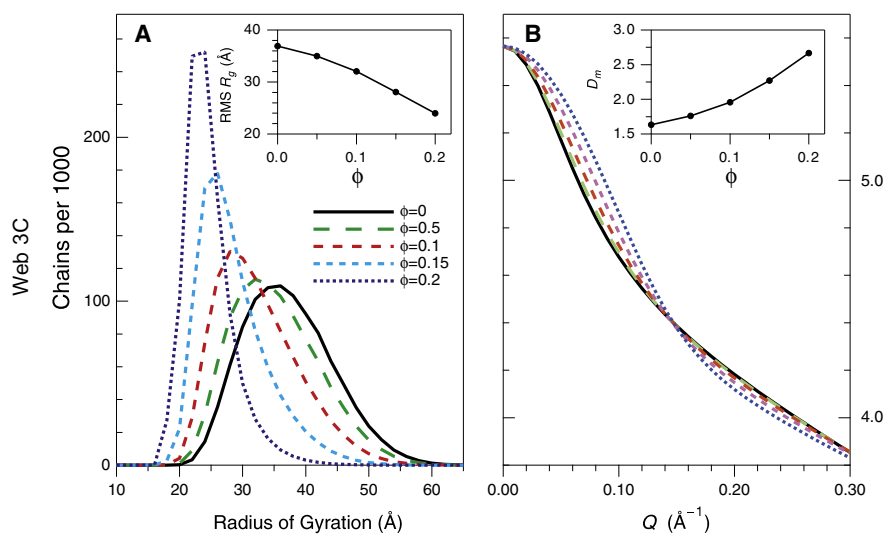 A
B
40
30
20
RMS Rg (Å)
0.0
0.1
0.2
ϕ
3.0
2.5
2.0
1.5
Dm
0.0
0.1
0.2
ϕ
ϕ=0
ϕ=0.5
ϕ=0.1
ϕ=0.15
ϕ=0.2
Web 3C
Chains per 1000
200
100
0
10
20
30
40
50
60
Radius of Gyration (Å)
5.0
4.0
0.00
0.10
0.20
0.30
Q (Å⁻¹)